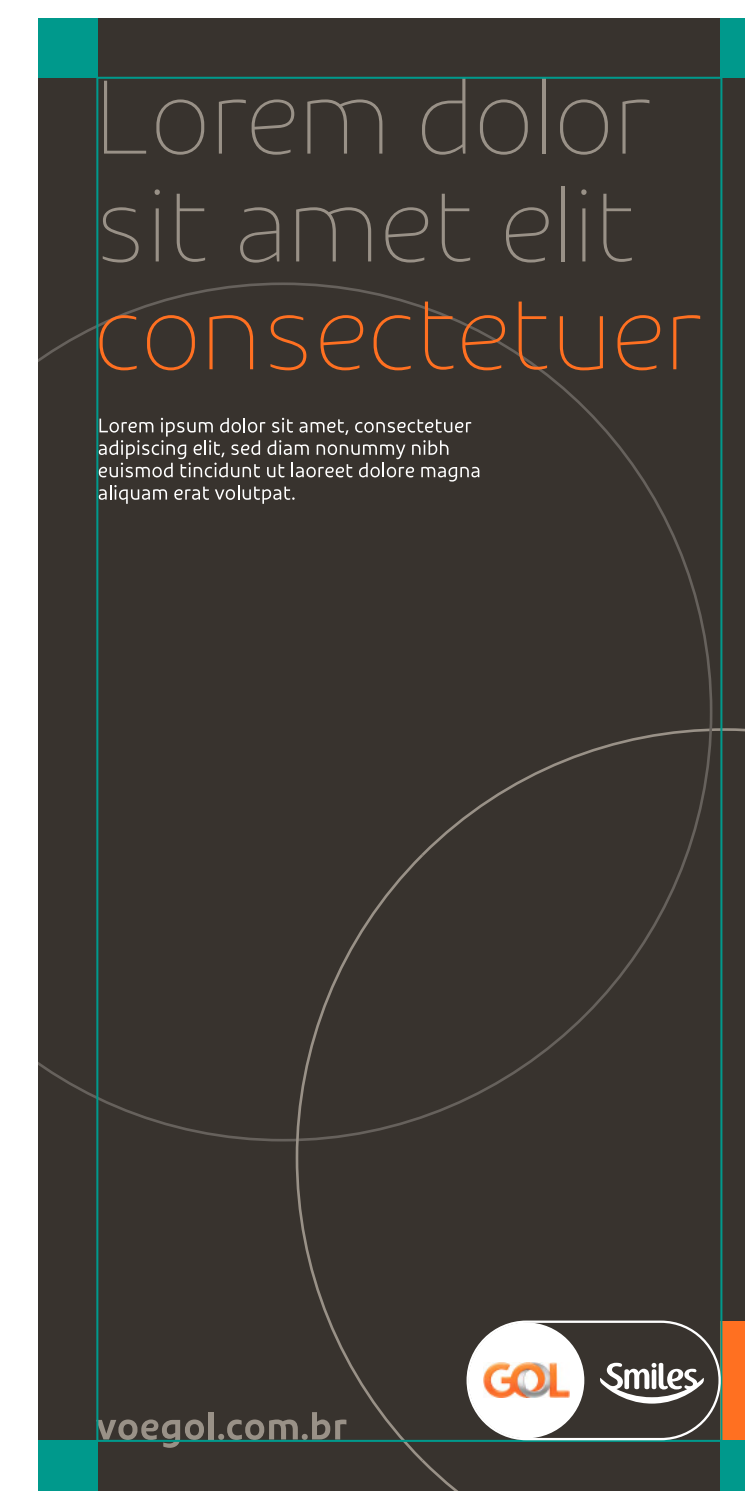 Lorem dolor
sit amet elit
consectetuer
Lorem ipsum dolor sit amet, consectetuer
adipiscing elit, sed diam nonummy nibh
euismod tincidunt ut laoreet dolore magna
aliquam erat volutpat.
GOL Smiles
voegol.com.br